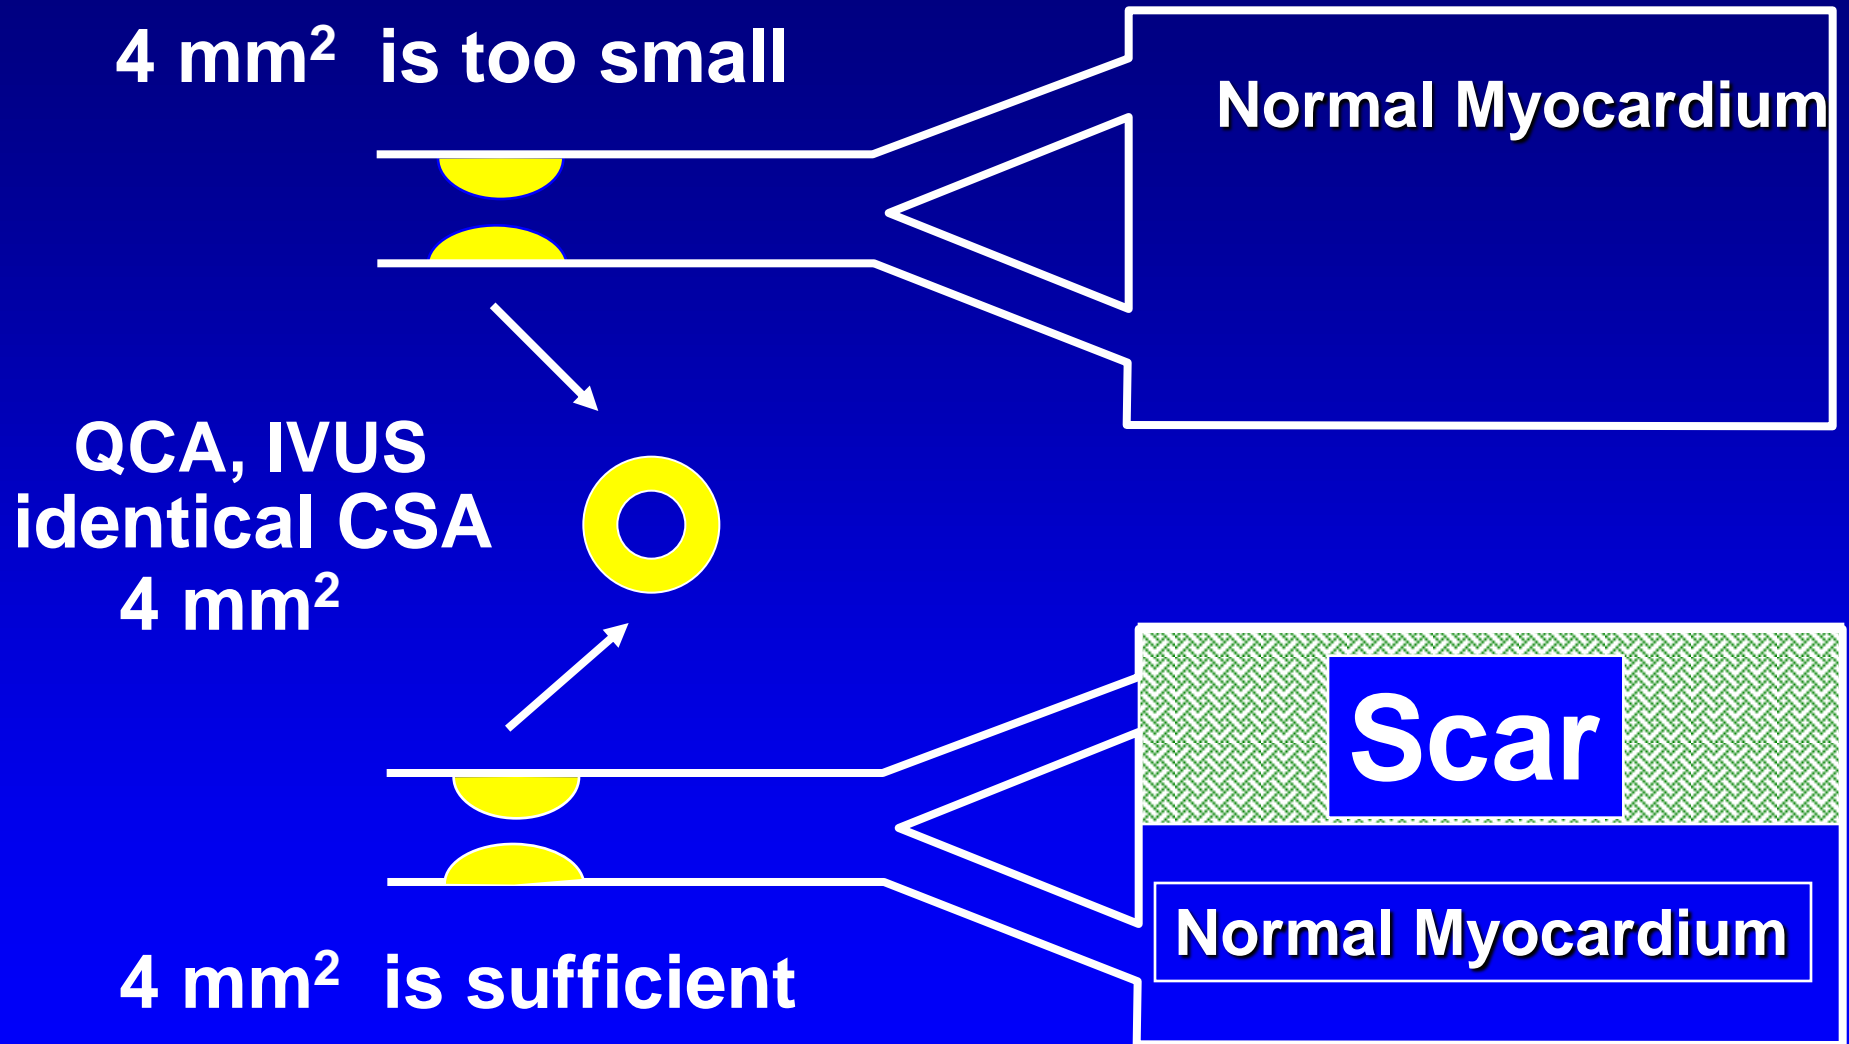 4 mm² is too small
Normal Myocardium
QCA, IVUS
identical CSA
4 mm²
Scar
Normal Myocardium
4 mm² is sufficient